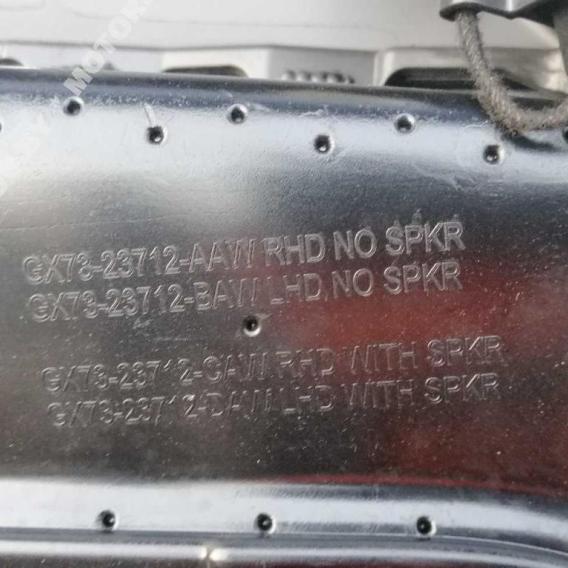 GX73-23712-AAW RHD NO SPKR
GX73-23712-BAW LHD NO SPKR
GX73-23712-CAW RHD WITH SPKR
GX73-23712-DAW LHD WITH SPKR